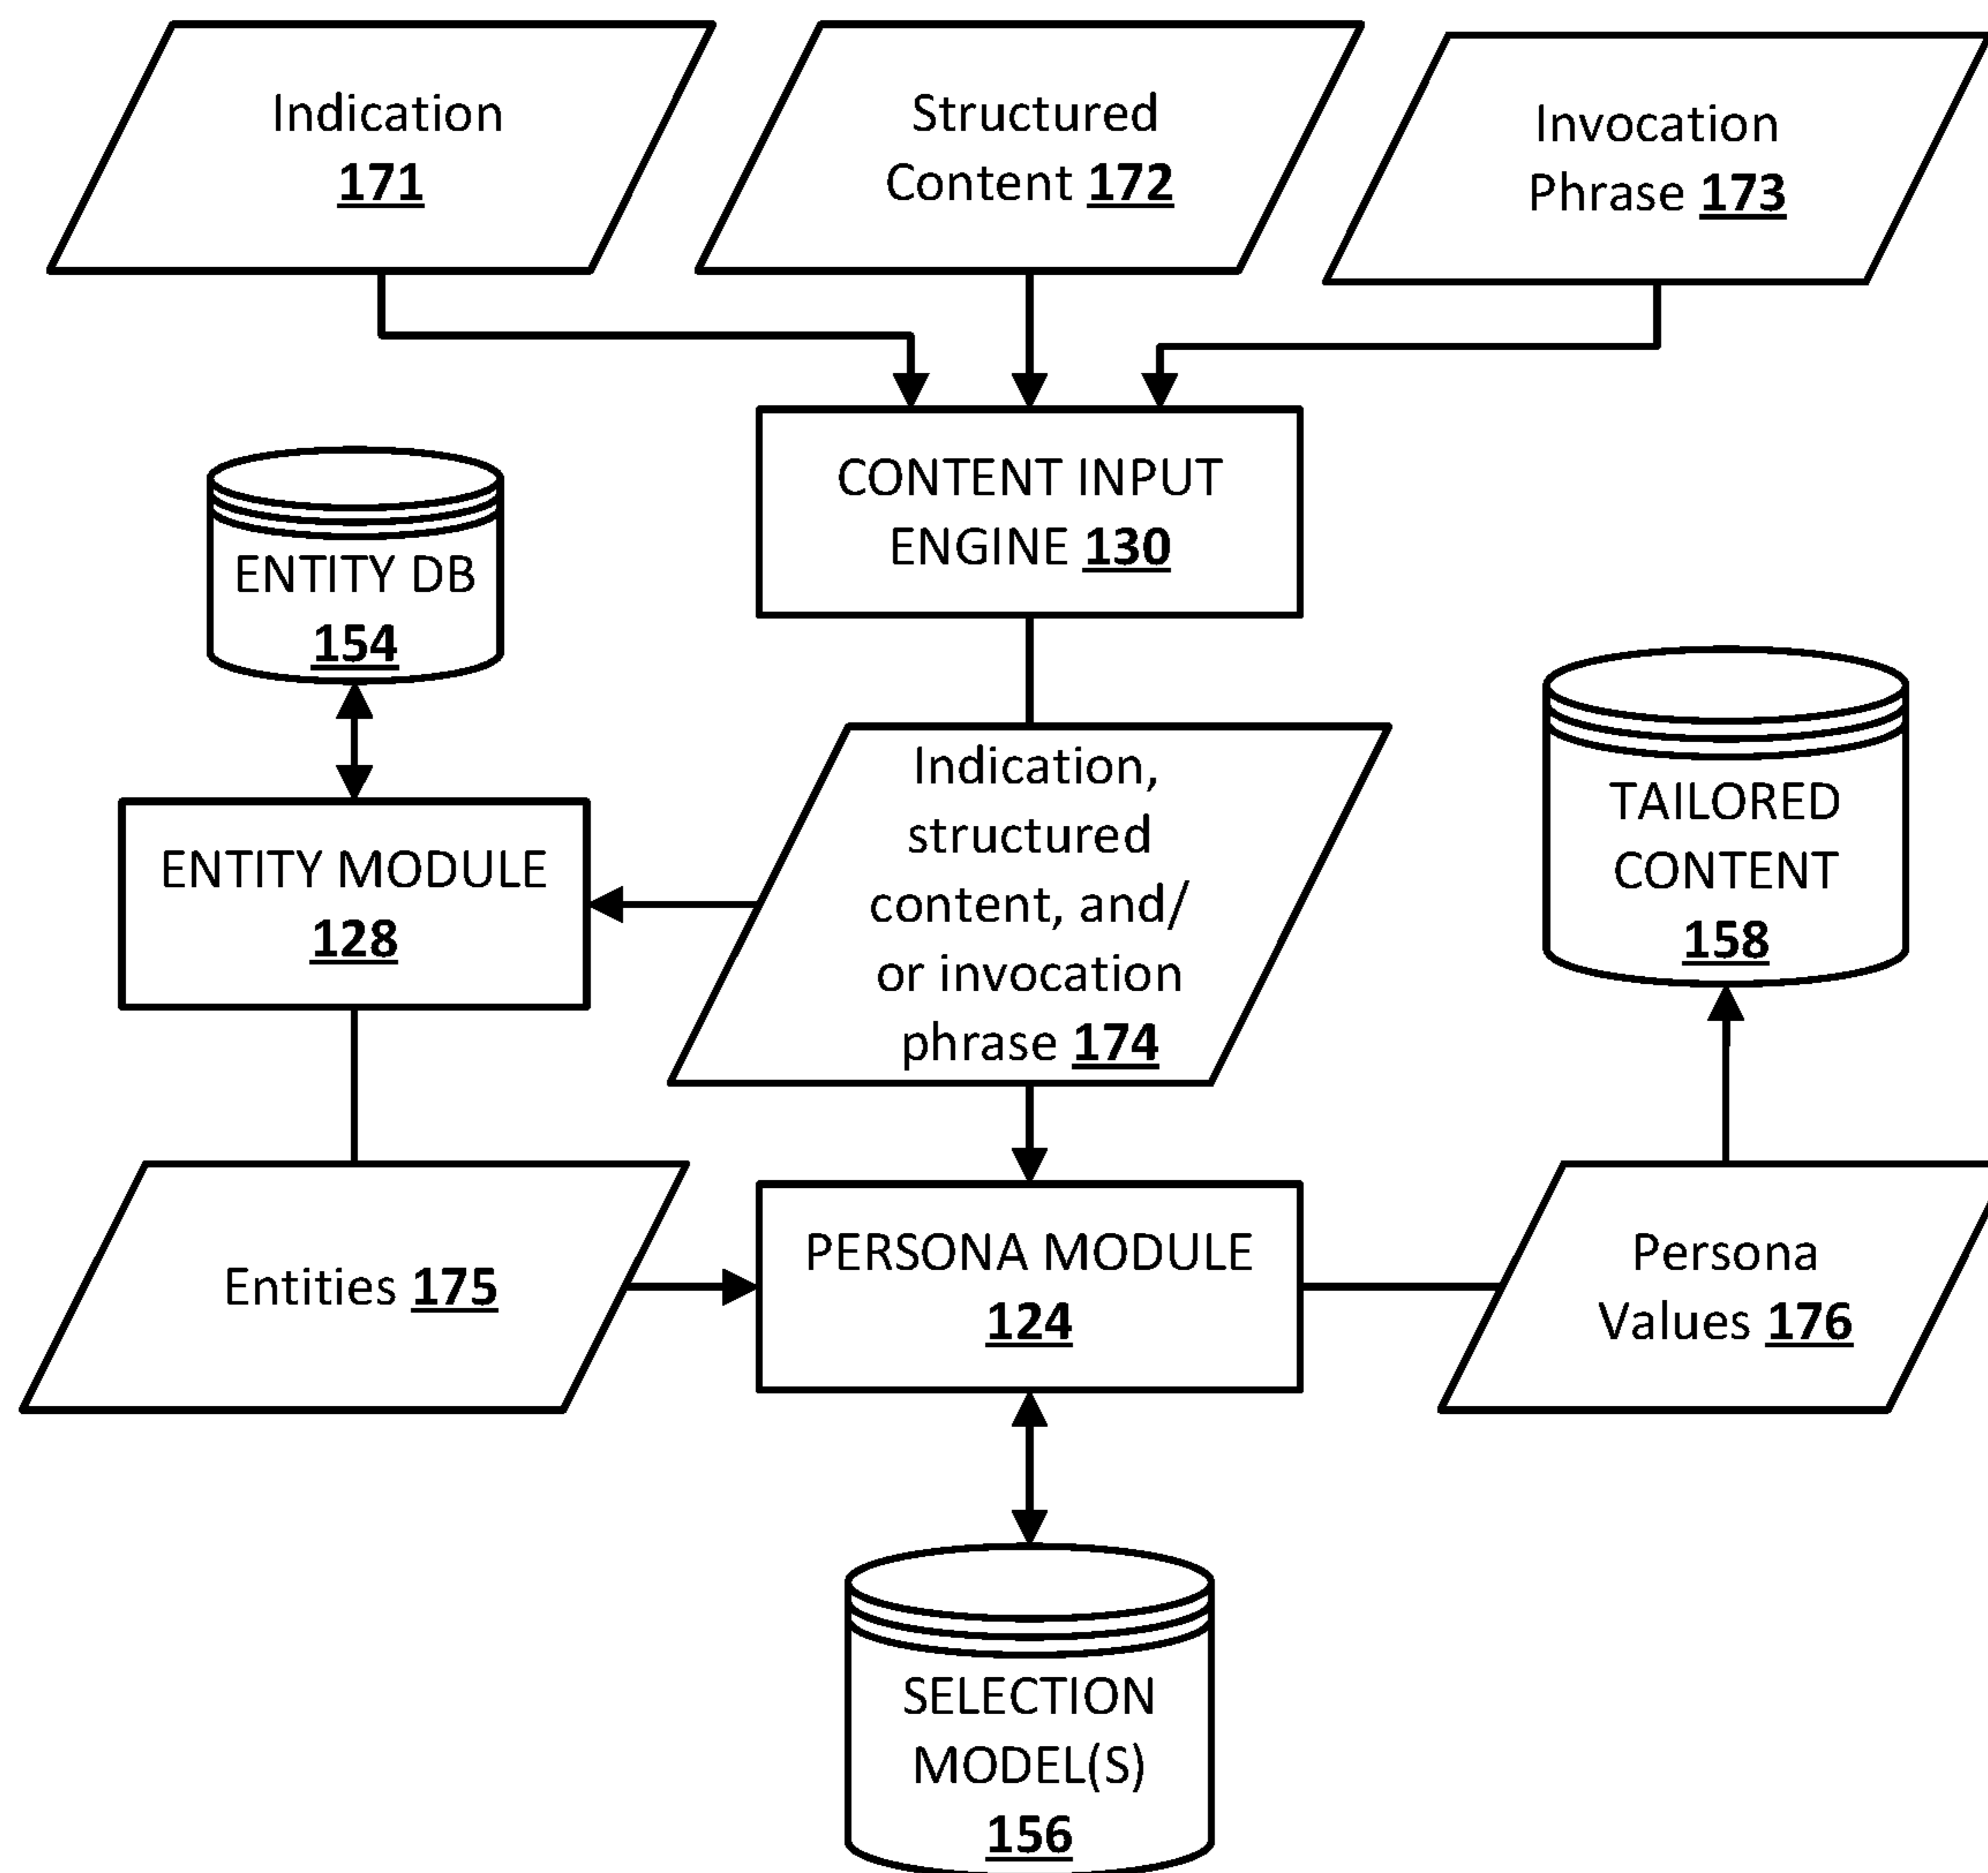 Indication
171
Structured
Content 172
Invocation
Phrase 173
CONTENT INPUT
ENGINE 130
ENTITY DB
154
Indication,
structured
content, and/
or invocation
phrase 174
TAILORED
CONTENT
158
ENTITY MODULE
128
Entities 175
PERSONA MODULE
124
Persona
Values 176
SELECTION
MODEL(S)
156